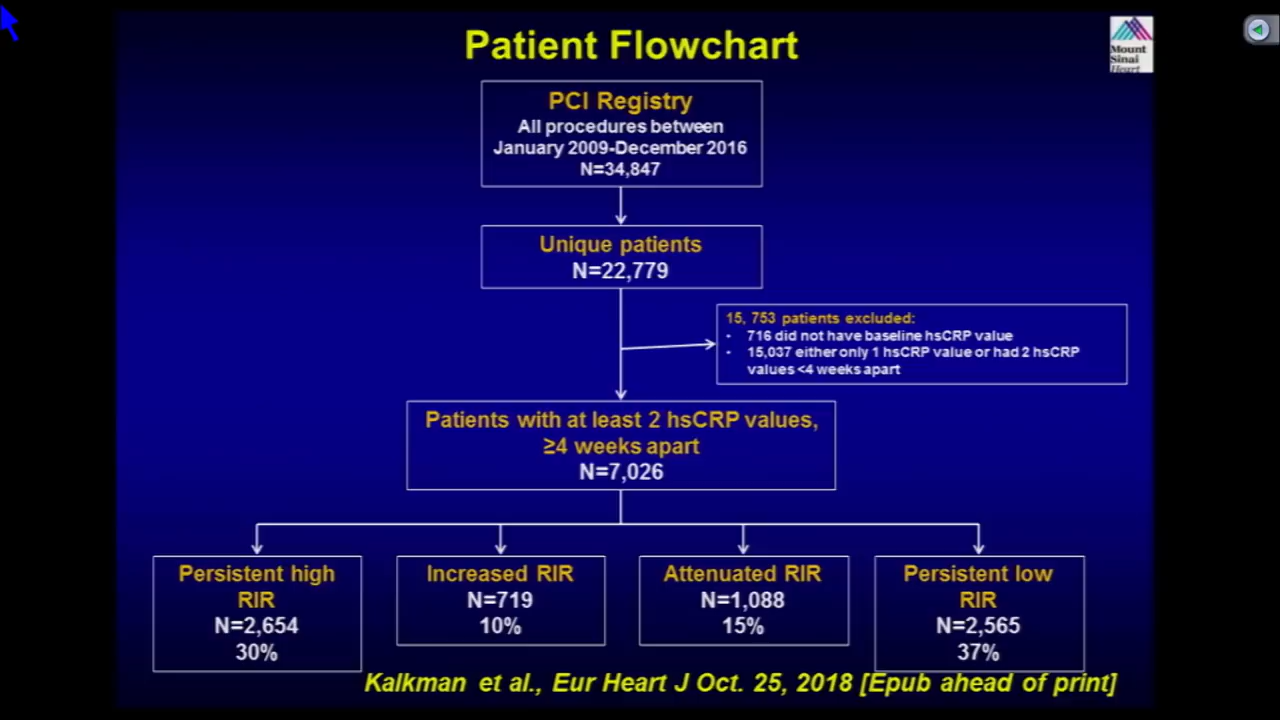 Patient Flowchart
Mount
Sinai
Heart
PCI Registry
All procedures between
January 2009-December 2016
N=34,847
Unique patients
N=22,779
15, 753 patients excluded:
- 716 did not have baseline hsCRP value
- 15,037 either only 1 hsCRP value or had 2 hsCRP
values <4 weeks apart
Patients with at least 2 hsCRP values,
≥4 weeks apart
N=7,026
Persistent high
RIR
N=2,654
30%
Increased RIR
N=719
10%
Attenuated RIR
N=1,088
15%
Persistent low
RIR
N=2,565
37%
Kalkman et al., Eur Heart J Oct. 25, 2018 [Epub ahead of print]